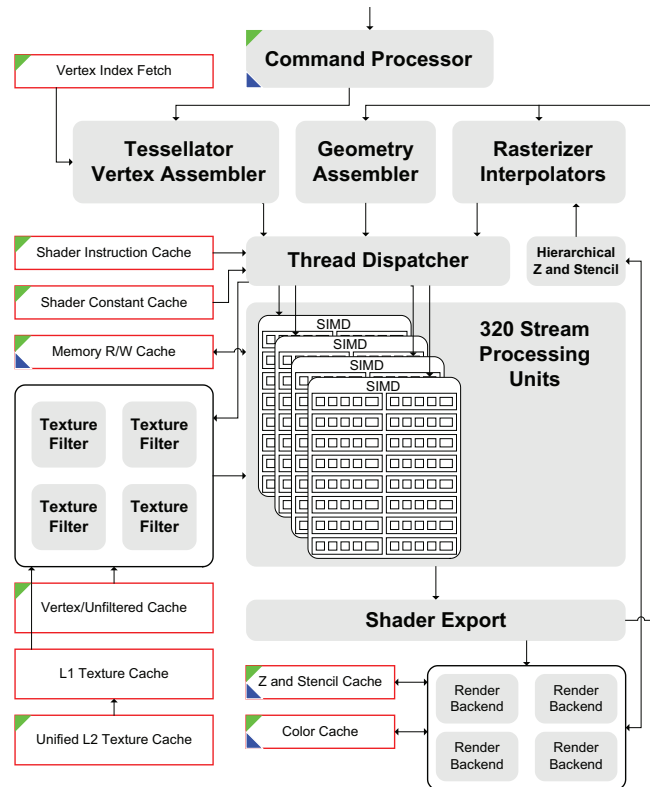 Command Processor
Vertex Index Fetch
Tessellator
Vertex Assembler
Geometry
Assembler
Rasterizer
Interpolators
Shader Instruction Cache
Thread Dispatcher
Hierarchical
Z and Stencil
Shader Constant Cache
Memory R/W Cache
SIMD
SIMD
SIMD
SIMD
320 Stream
Processing
Units
Texture
Filter
Texture
Filter
Texture
Filter
Texture
Filter
Vertex/Unfiltered Cache
Shader Export
L1 Texture Cache
Unified L2 Texture Cache
Z and Stencil Cache
Color Cache
Render
Backend
Render
Backend
Render
Backend
Render
Backend